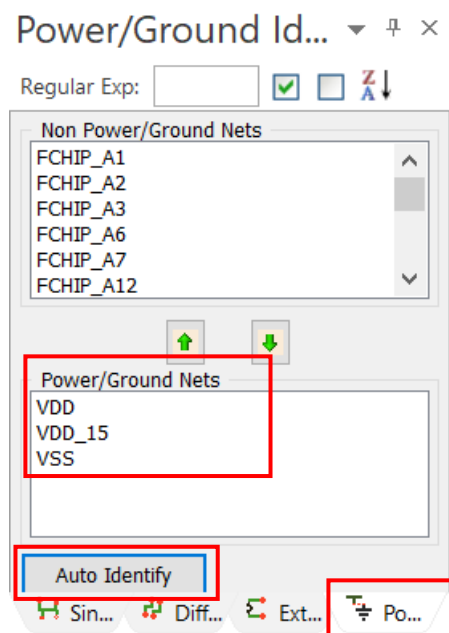 Power/Ground Id...
Regular Exp:
Z
A
Non Power/Ground Nets
FCHIP_A1
FCHIP_A2
FCHIP_A3
FCHIP_A6
FCHIP_A7
FCHIP_A12
Power/Ground Nets
VDD
VDD_15
VSS
Auto Identify
Sin... Diff... Ext... Po...